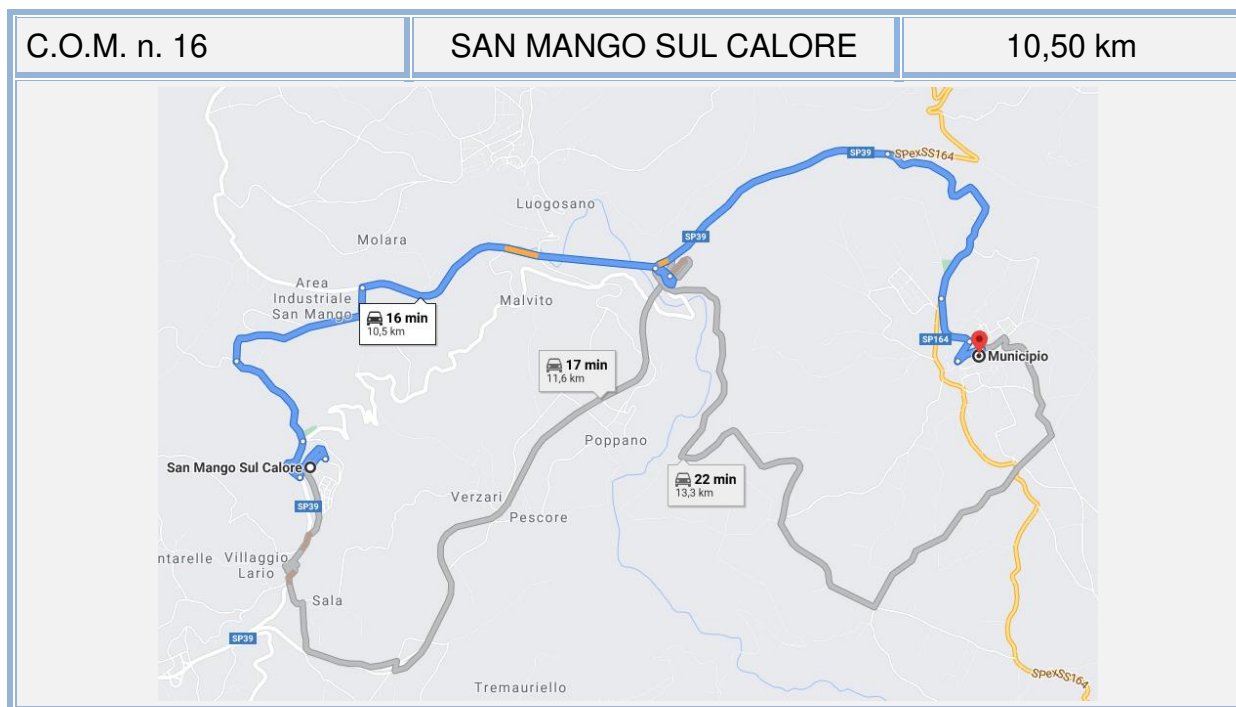 C.O.M. n. 16
SAN MANGO SUL CALORE
10,50 km
SP39
SPexSS164
Luogosano
SP39
Molara
Area
Industriale
San Mango
Malvito
16 min
10,5 km
SP164
Municipio
17 min
11,6 km
Poppano
San Mango Sul Calore
22 min
13,3 km
Verzari
SP39
Pescore
ntarelle
Villaggio
Lario
Sala
SP39
SPexSS164
Tremauriello